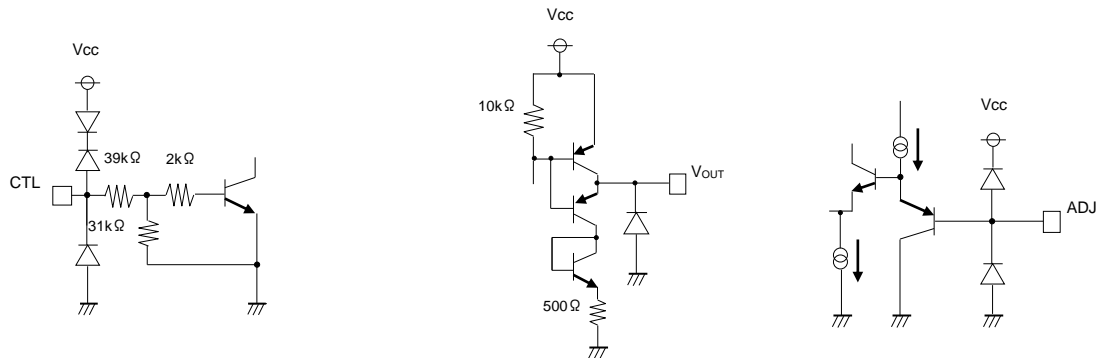 Vcc
39kΩ
2kΩ
CTL
31kΩ
Vcc
10kΩ
VOUT
500Ω
Vcc
ADJ